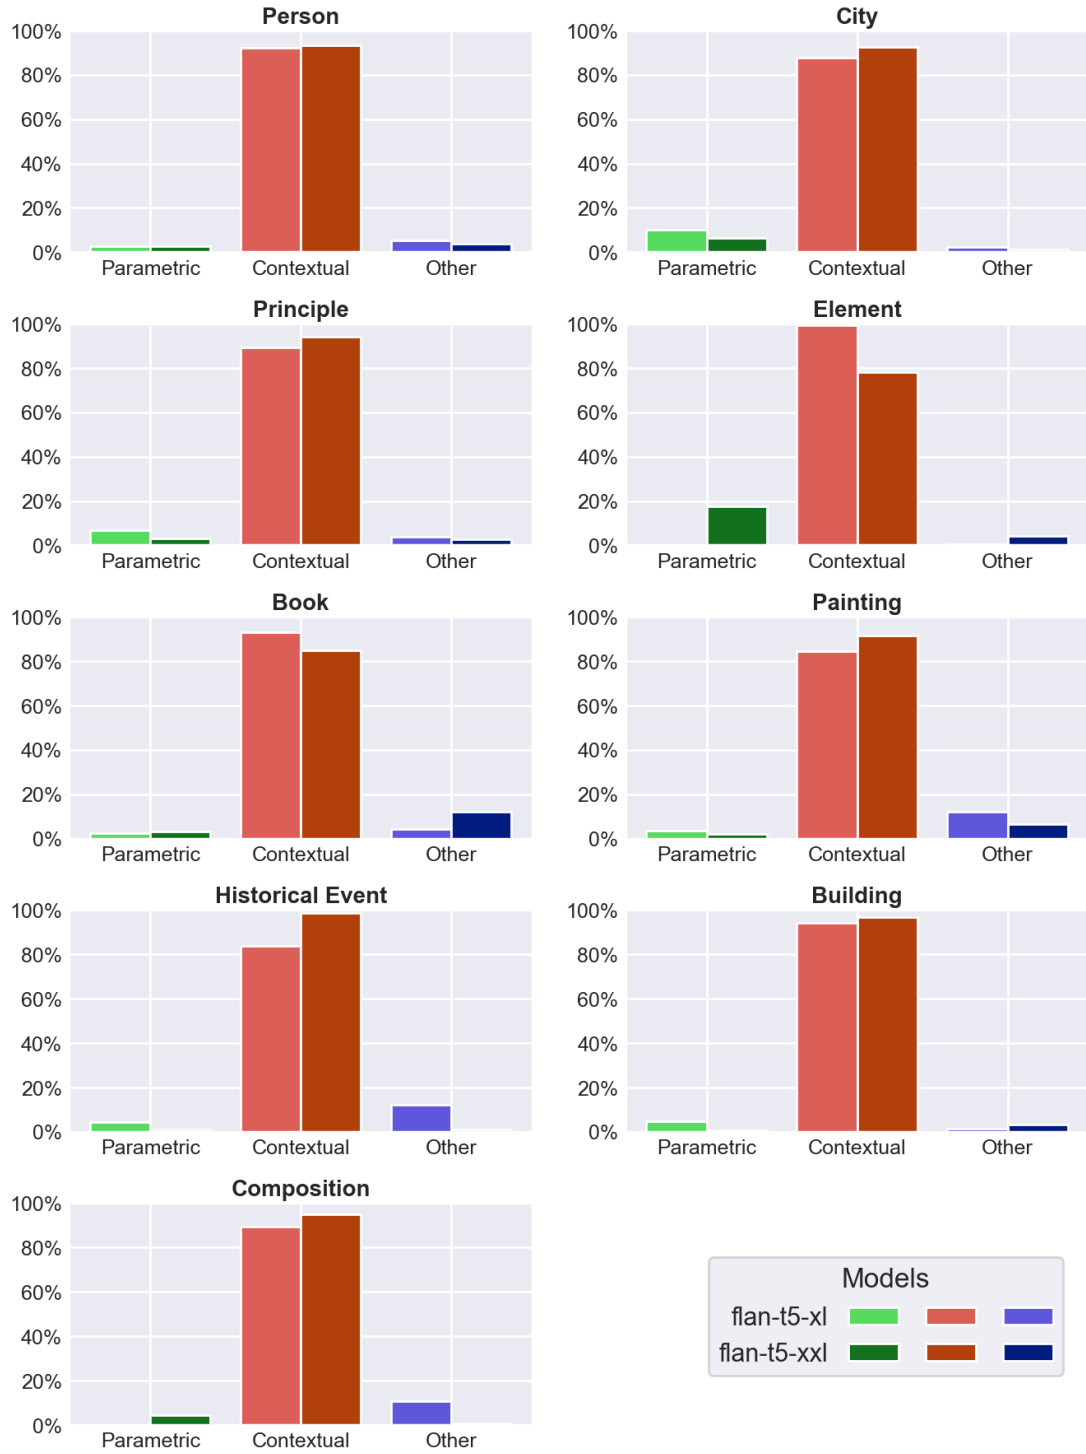 Person
100%
80%
60%
40%
20%
0%
Parametric Contextual Other
City
100%
80%
60%
40%
20%
0%
Parametric Contextual Other
Principle
100%
80%
60%
40%
20%
0%
Parametric Contextual Other
Element
100%
80%
60%
40%
20%
0%
Parametric Contextual Other
Book
100%
80%
60%
40%
20%
0%
Parametric Contextual Other
Painting
100%
80%
60%
40%
20%
0%
Parametric Contextual Other
Historical Event
100%
80%
60%
40%
20%
0%
Parametric Contextual Other
Building
100%
80%
60%
40%
20%
0%
Parametric Contextual Other
Composition
100%
80%
60%
40%
20%
0%
Parametric Contextual Other
Models
flan-t5-xl
flan-t5-xxl